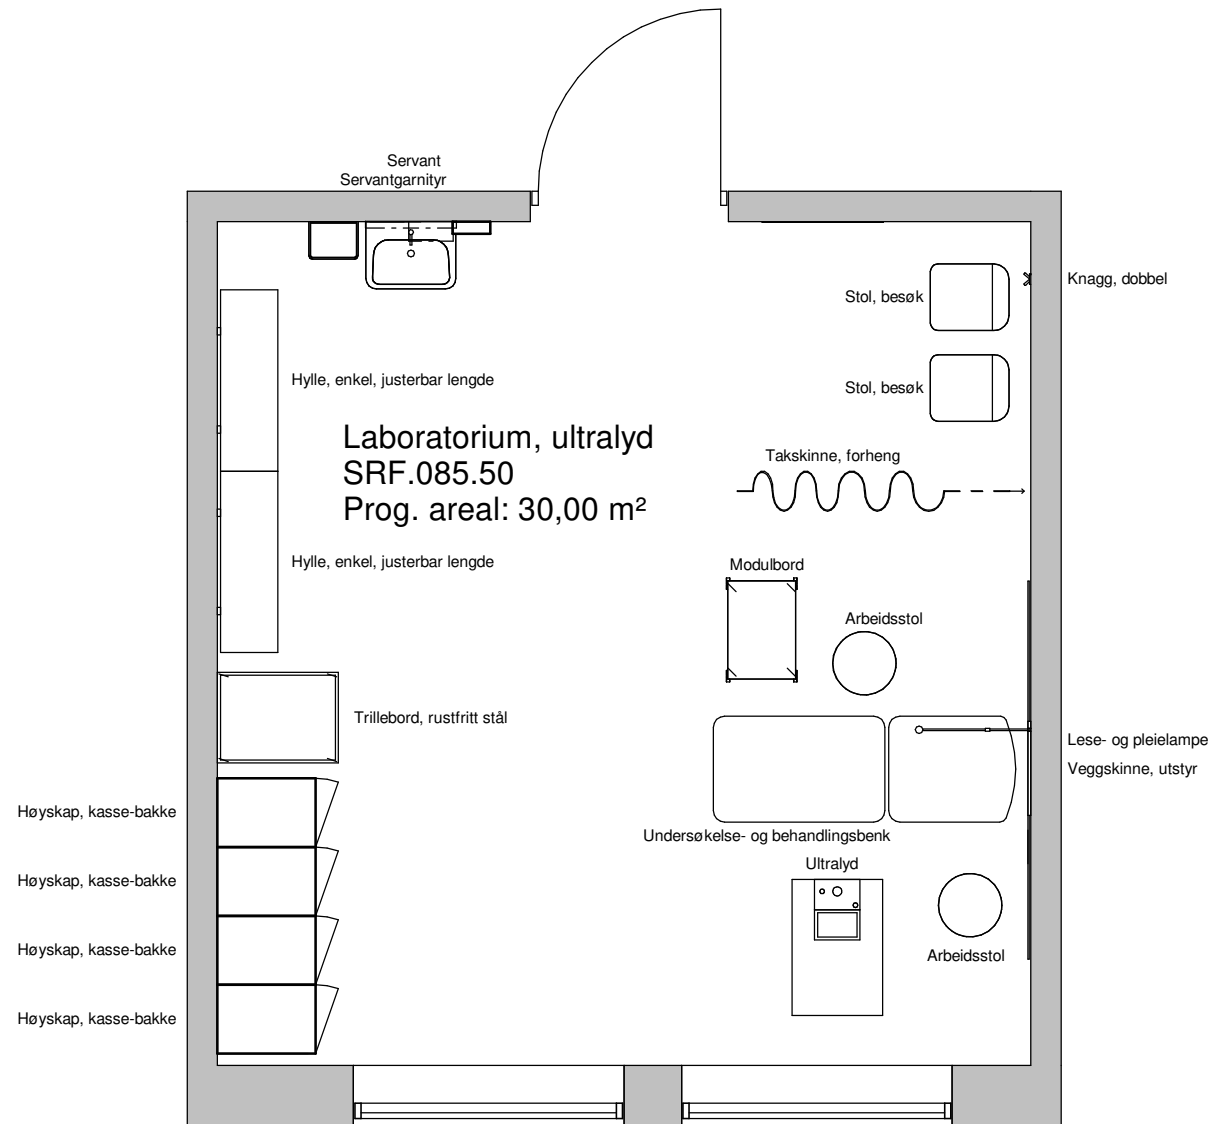 Servant
Servantgarnityr
Knagg, dobbel
Stol, besøk
Hylle, enkel, justerbar lengde
Stol, besøk
Laboratorium, ultralyd
SRF.085.50
Prog. areal: 30,00 m²
Takskinne, forheng
Hylle, enkel, justerbar lengde
Modulbord
Arbeidsstol
Trillebord, rustfritt stål
Lese- og pleielampe
Veggskinne, utstyr
Høyskap, kasse-bakke
Undersøkelse- og behandlingsbenk
Ultralyd
Høyskap, kasse-bakke
Høyskap, kasse-bakke
Arbeidsstol
Høyskap, kasse-bakke